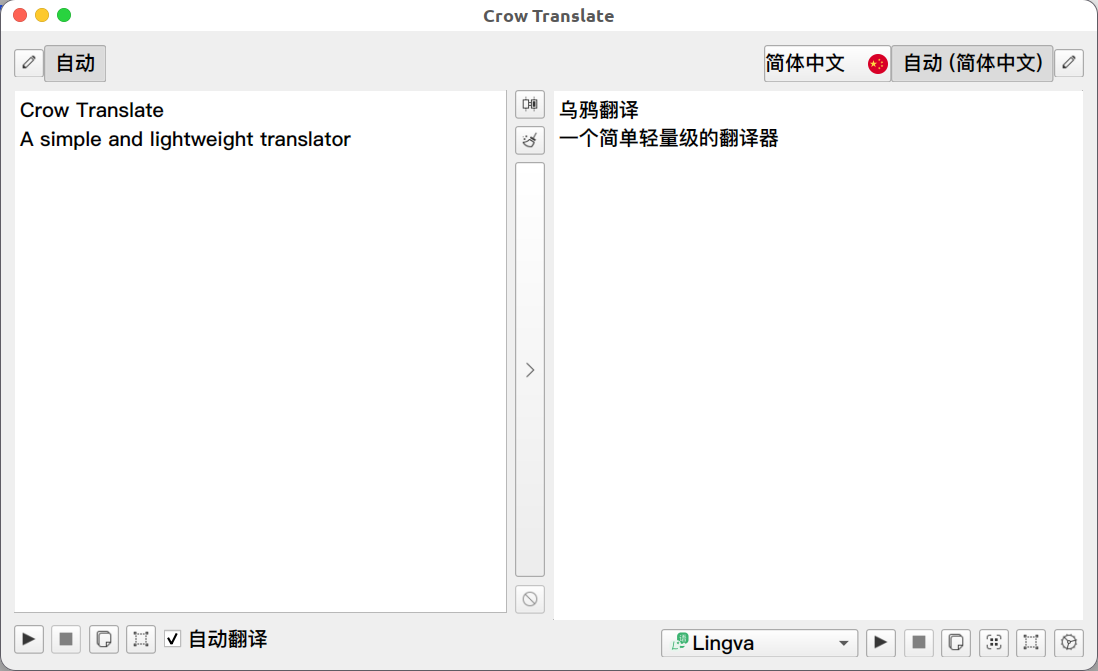 Crow Translate
自动
简体中文
自动 (简体中文)
Crow Translate
A simple and lightweight translator
乌鸦翻译
一个简单轻量级的翻译器
自动翻译
Lingva